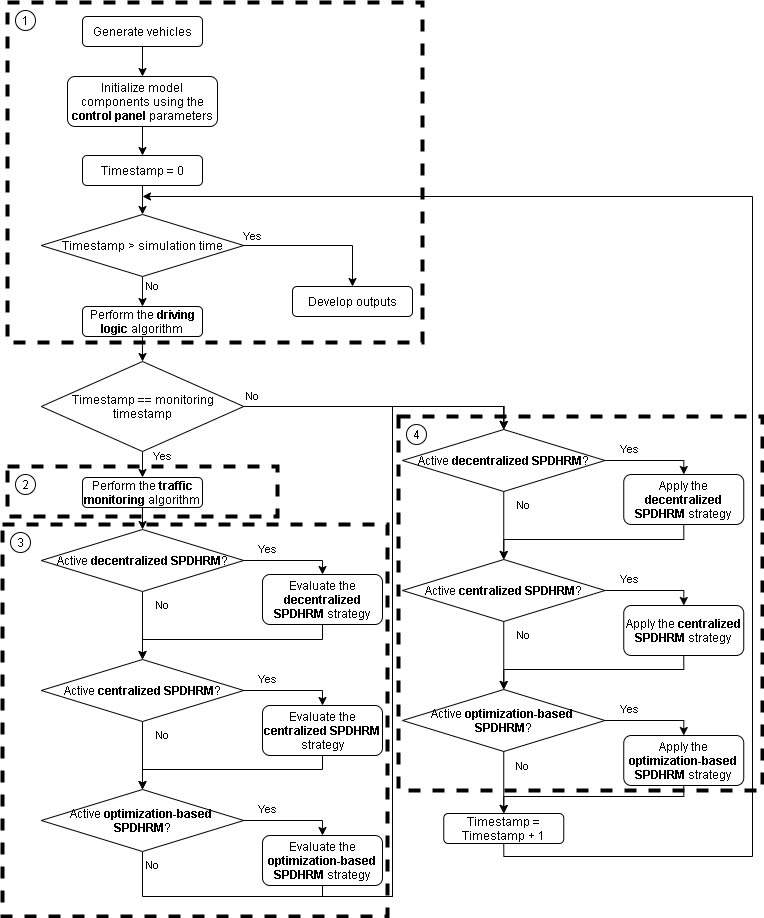 1
Generate vehicles
Initialize model
components using the
control panel parameters
Timestamp = 0
Timestamp > simulation time
Yes
No
Develop outputs
Perform the driving
logic algorithm
Timestamp == monitoring
timestamp
No
Yes
2
Perform the traffic
monitoring algorithm
3
Active decentralized SPDHRM?
Yes
No
Evaluate the
decentralized
SPDHRM strategy
Active centralized SPDHRM?
Yes
No
Evaluate the
centralized SPDHRM
strategy
Active optimization-based
SPDHRM?
Yes
No
Evaluate the
optimization-based
SPDHRM strategy
4
Active decentralized SPDHRM?
Yes
No
Apply the
decentralized
SPDHRM strategy
Active centralized SPDHRM?
Yes
No
Apply the centralized
SPDHRM strategy
Active optimization-based
SPDHRM?
Yes
No
Apply the
optimization-based
SPDHRM strategy
Timestamp =
Timestamp + 1